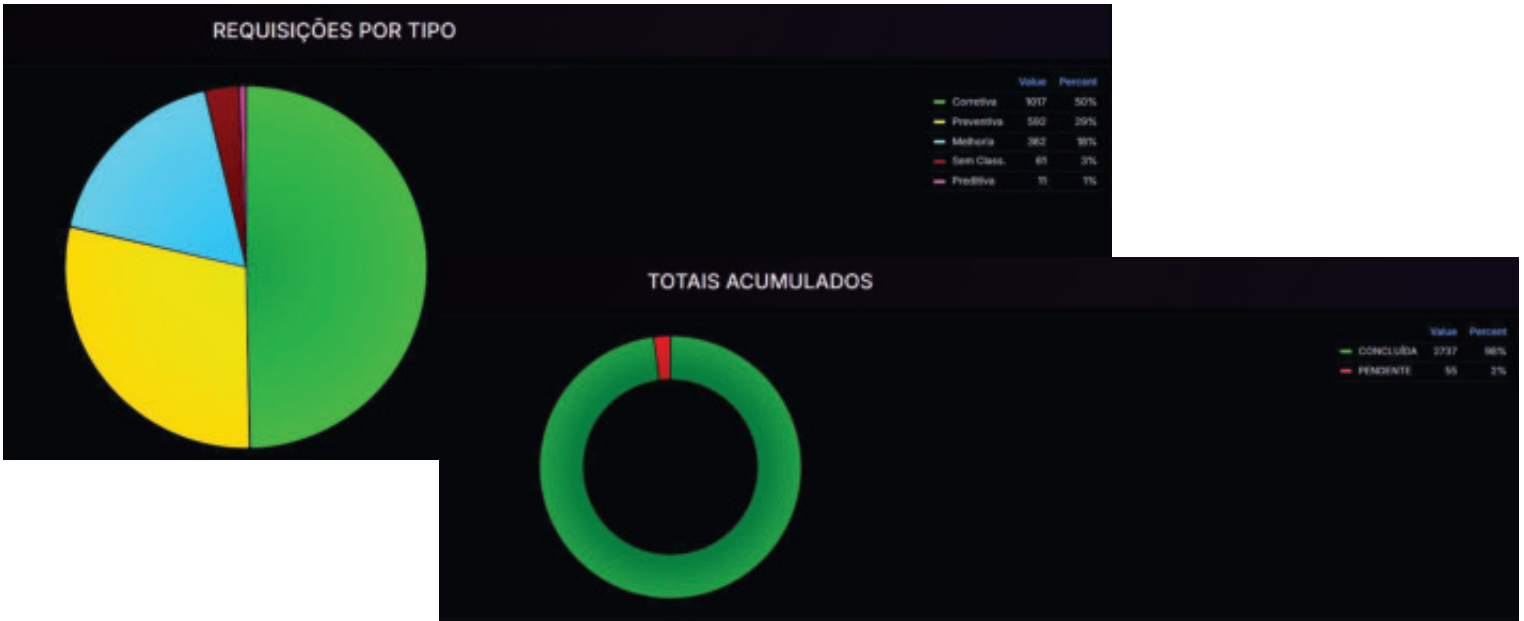 REQUISIÇÕES POR TIPO
Value Percent
Corretiva 1017 50%
Preventiva 592 29%
Melhoria 362 18%
Sem Class. 61 3%
Preditiva 11 1%
TOTAIS ACUMULADOS
Value Percent
CONCLUÍDA 2737 98%
PENDENTE 55 2%